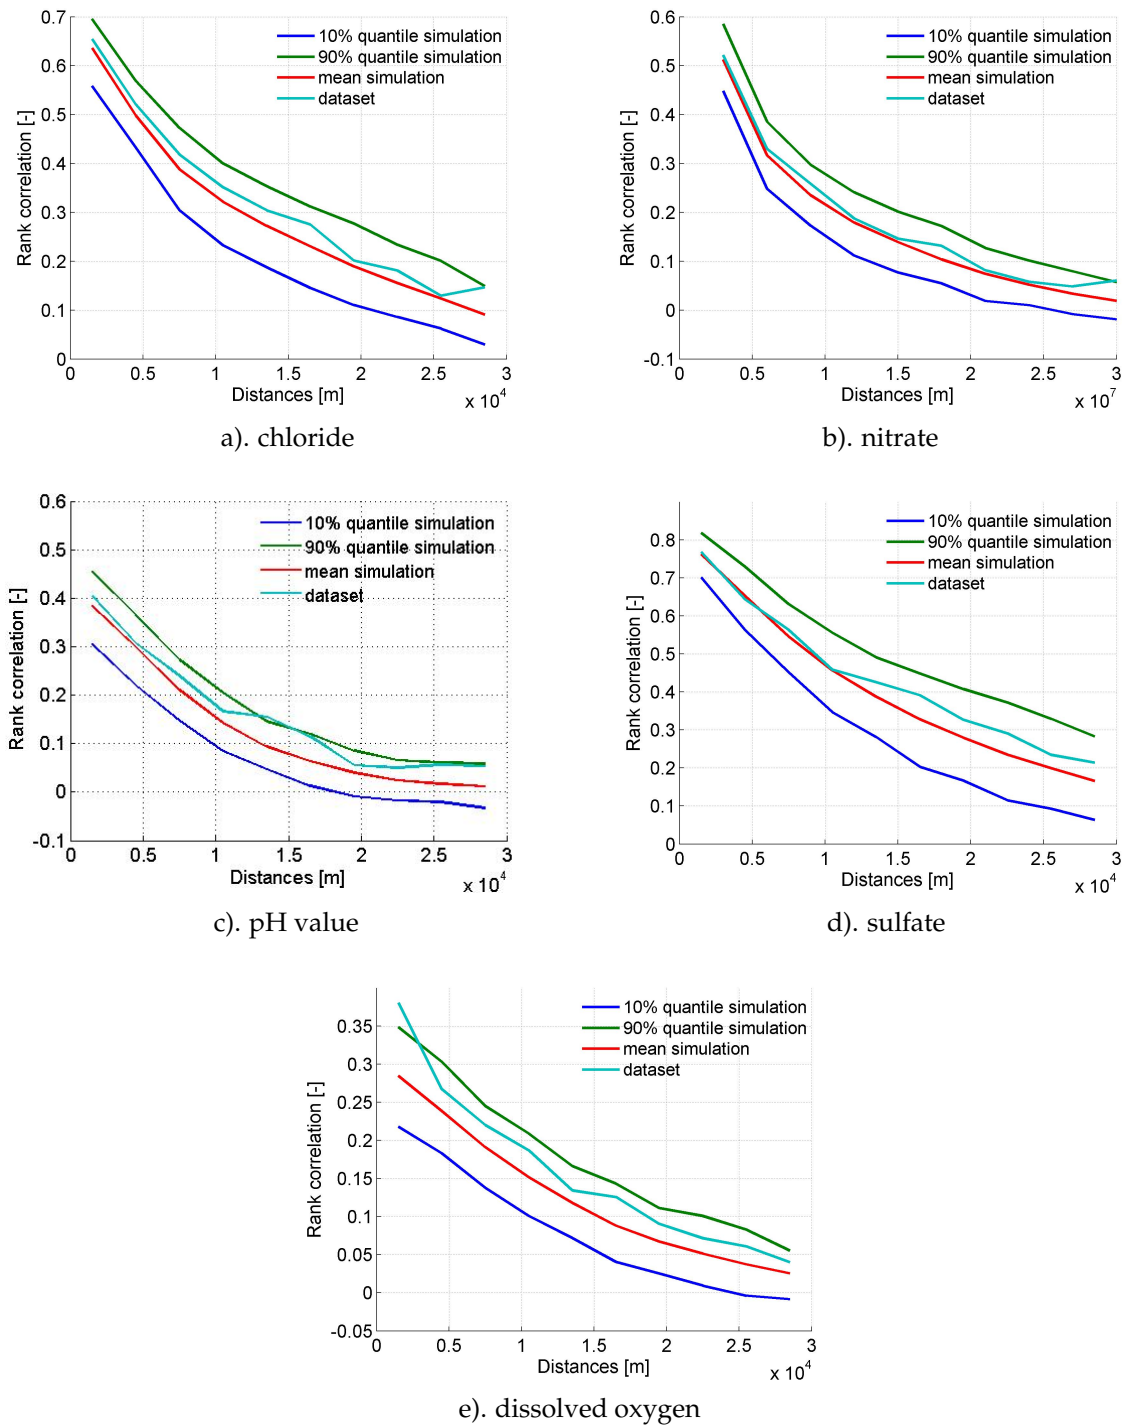 0.7
0.6
0.5
0.4
0.3
0.2
0.1
0
Rank correlation [-]
10% quantile simulation
90% quantile simulation
mean simulation
dataset
0 0.5 1 1.5 2 2.5 3
Distances [m]
x 10^4
a). chloride
0.6
0.5
0.4
0.3
0.2
0.1
0
-0.1
Rank correlation [-]
10% quantile simulation
90% quantile simulation
mean simulation
dataset
0 0.5 1 1.5 2 2.5 3
Distances [m]
x 10^7
b). nitrate
0.6
0.5
0.4
0.3
0.2
0.1
0
-0.1
Rank correlation [-]
10% quantile simulation
90% quantile simulation
mean simulation
dataset
0 0.5 1 1.5 2 2.5 3
Distances [m]
x 10^4
c). pH value
0.8
0.7
0.6
0.5
0.4
0.3
0.2
0.1
0
Rank correlation [-]
10% quantile simulation
90% quantile simulation
mean simulation
dataset
0 0.5 1 1.5 2 2.5 3
Distances [m]
x 10^4
d). sulfate
0.35
0.3
0.25
0.2
0.15
0.1
0.05
0
-0.05
Rank correlation [-]
10% quantile simulation
90% quantile simulation
mean simulation
dataset
0 0.5 1 1.5 2 2.5 3
Distances [m]
x 10^4
e). dissolved oxygen